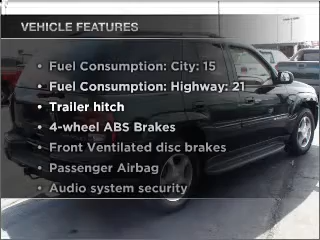 VEHICLE FEATURES
• Fuel Consumption: City: 15
• Fuel Consumption: Highway: 21
• Trailer hitch
• 4-wheel ABS Brakes
• Front Ventilated disc brakes
• Passenger Airbag
• Audio system security